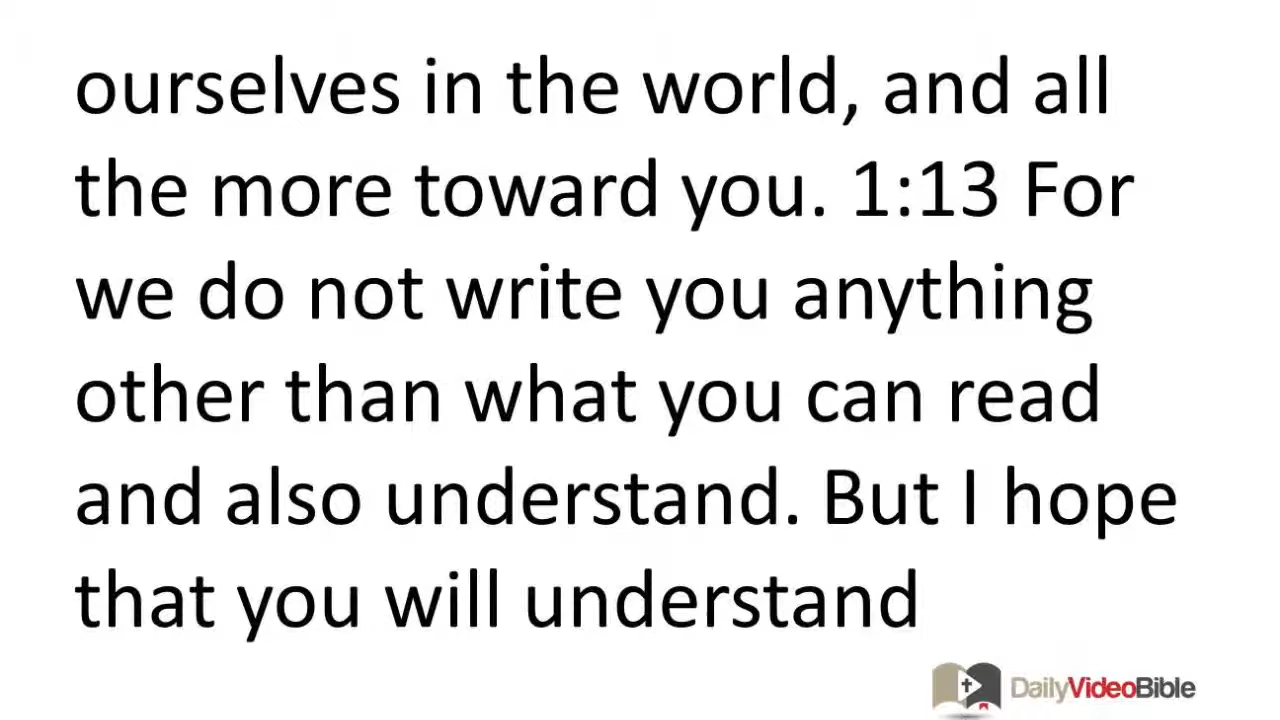 ourselves in the world, and all
the more toward you. 1:13 For
we do not write you anything
other than what you can read
and also understand. But I hope
that you will understand
DailyVideoBible